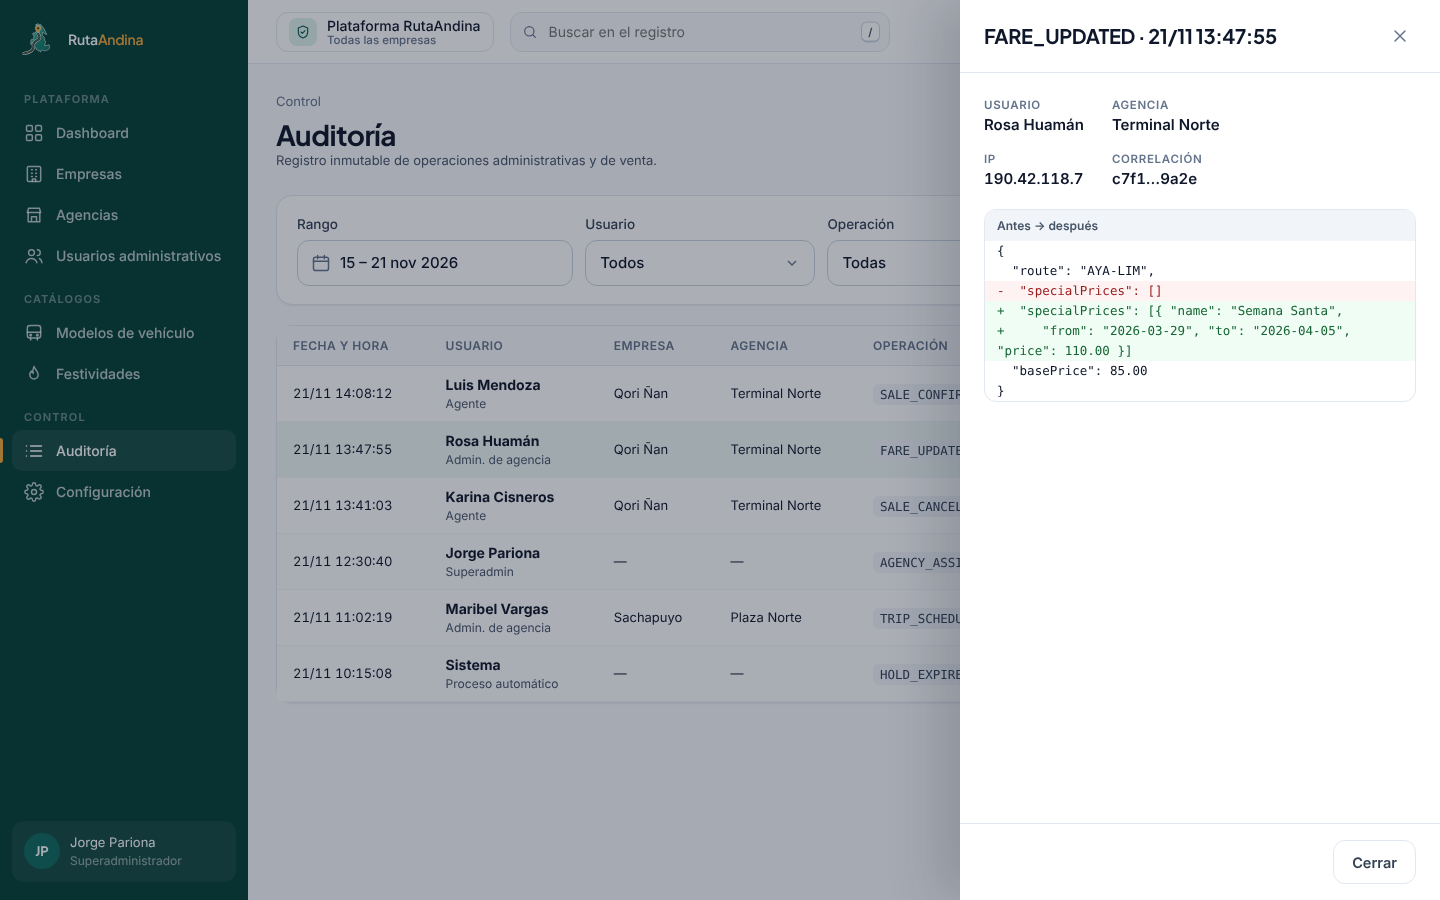 RutaAndina
PLATAFORMA
Dashboard
Empresas
Agencias
Usuarios administrativos
CATÁLOGOS
Modelos de vehículo
Festividades
CONTROL
Auditoría
Configuración
JP
Jorge Pariona
Superadministrador
Plataforma RutaAndina
Todas las empresas
Buscar en el registro
/
Control
Auditoría
Registro inmutable de operaciones administrativas y de venta.
Rango
Usuario
Operación
15 – 21 nov 2026
Todos
Todas
FECHA Y HORA USUARIO EMPRESA AGENCIA OPERACIÓN
21/11 14:08:12 Luis Mendoza Qori Ñan Terminal Norte SALE_CONFIR
Agente
21/11 13:47:55 Rosa Huamán Qori Ñan Terminal Norte FARE_UPDATE
Admin. de agencia
21/11 13:41:03 Karina Cisneros Qori Ñan Terminal Norte SALE_CANCEL
Agente
21/11 12:30:40 Jorge Pariona — — AGENCY_ASSI
Superadmin
21/11 11:02:19 Maribel Vargas Sachapuyo Plaza Norte TRIP_SCHEDU
Admin. de agencia
21/11 10:15:08 Sistema — — HOLD_EXPIRE
Proceso automático
FARE_UPDATED · 21/11 13:47:55
USUARIO AGENCIA
Rosa Huamán Terminal Norte
IP CORRELACIÓN
190.42.118.7 c7f1…9a2e
Antes → después
{
"route": "AYA-LIM",
- "specialPrices": []
+ "specialPrices": [{ "name": "Semana Santa",
+ "from": "2026-03-29", "to": "2026-04-05",
"price": 110.00 }]
"basePrice": 85.00
}
Cerrar